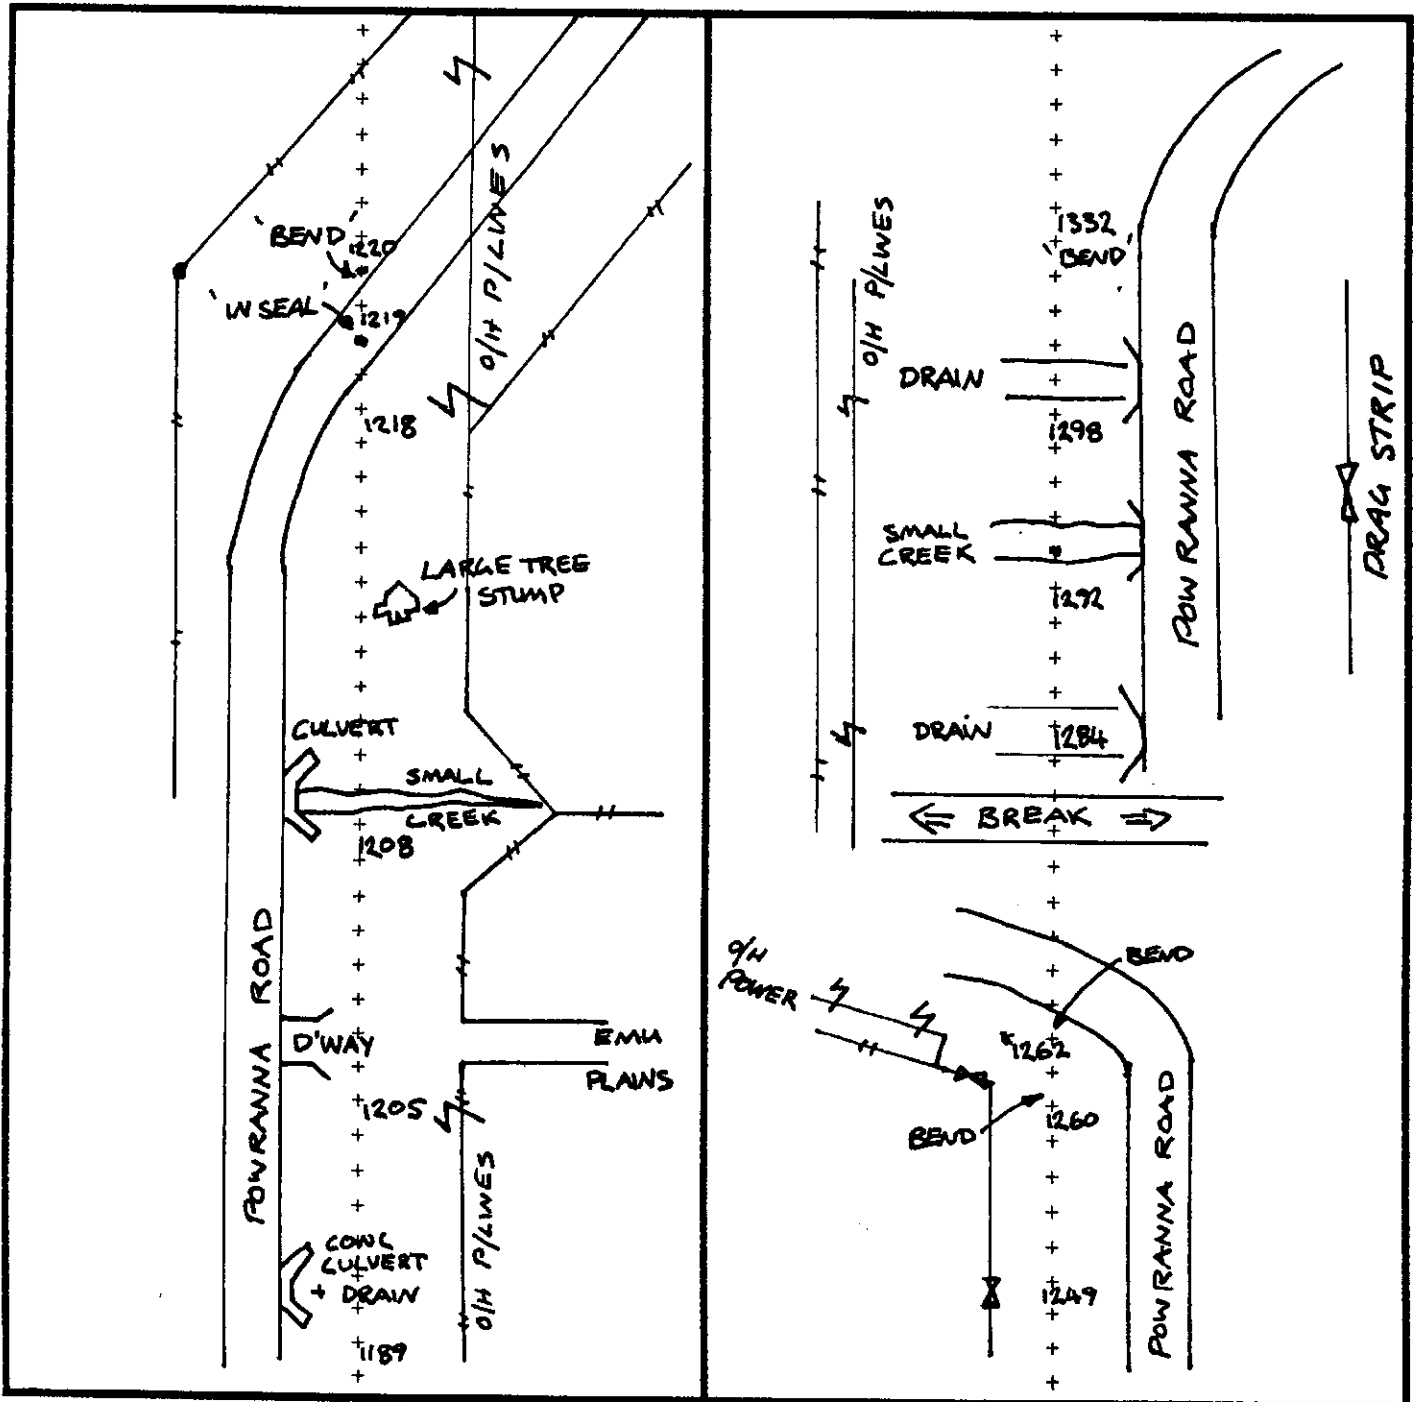 O/H P/LINES
'BEND'
1220
'IN SEAL'
1219
1218
LARGE TREE
STUMP
CULVERT
SMALL
CREEK
1208
POWRANNA ROAD
D'WAY
EMU
PLAINS
1205
O/H P/LINES
CONC
CULVERT
+ DRAIN
1189
O/H P/LINES
1332
'BEND'
DRAIN
1298
POWRANNA ROAD
DRAG STRIP
SMALL
CREEK
1292
DRAIN
1284
BREAK
O/H
POWER
BEND
1262
BEND
1260
POWRANNA ROAD
1249